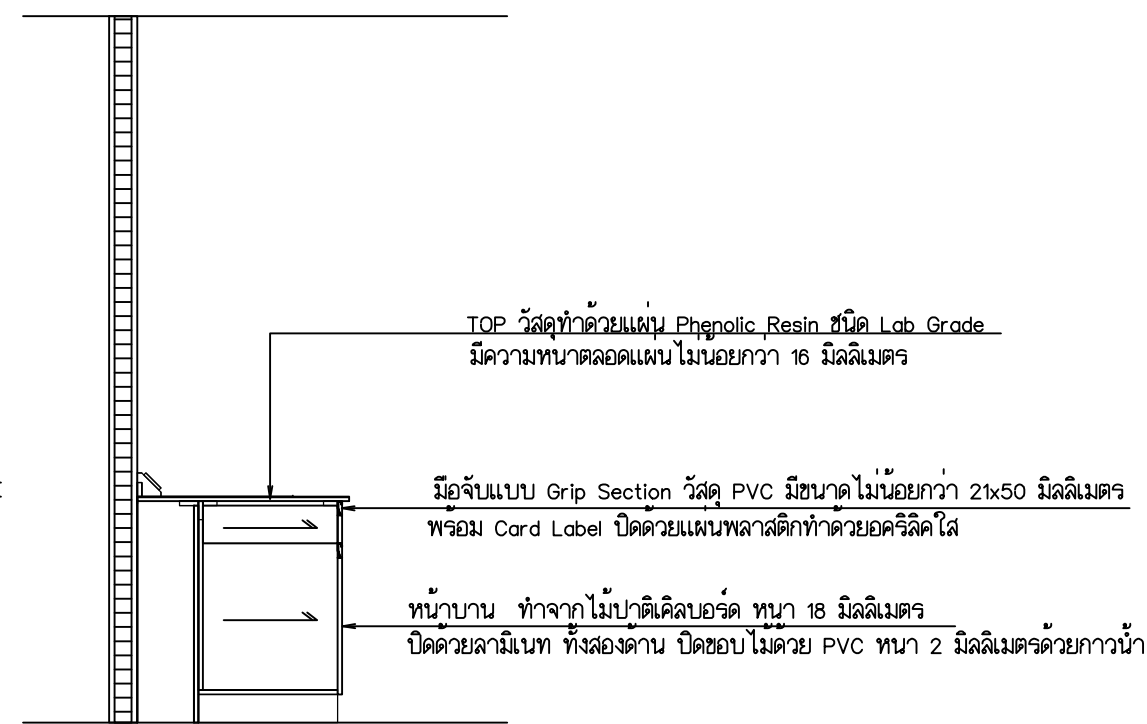 TOP วัสดุทำด้วยแผ่น Phenolic Resin ชนิด Lab Grade
มีความหนาตลอดแผ่นไม่น้อยกว่า 16 มิลลิเมตร
มือจับแบบ Grip Section วัสดุ PVC มีขนาดไม่น้อยกว่า 21x50 มิลลิเมตร
พร้อม Card Label ปิดด้วยแผ่นพลาสติกทำด้วยอคริลิคใส
หน้าบาน ทำจากไม้ปาติเคิลบอร์ด หนา 18 มิลลิเมตร
ปิดด้วยลามิเนท ทั้งสองด้าน ปิดขอบไม้ด้วย PVC หนา 2 มิลลิเมตรด้วยกาวน้ำ